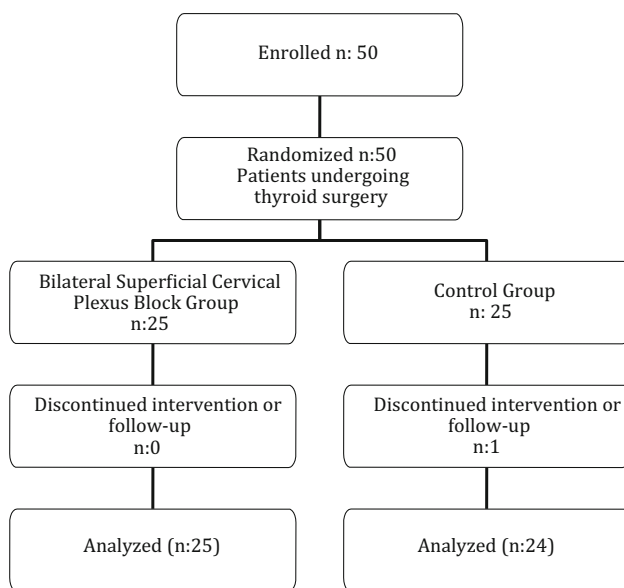 Enrolled n: 50
Randomized n:50
Patients undergoing
thyroid surgery
Bilateral Superficial Cervical
Plexus Block Group
n:25
Control Group
n: 25
Discontinued intervention or
follow-up
n:0
Discontinued intervention or
follow-up
n:1
Analyzed (n:25)
Analyzed (n:24)